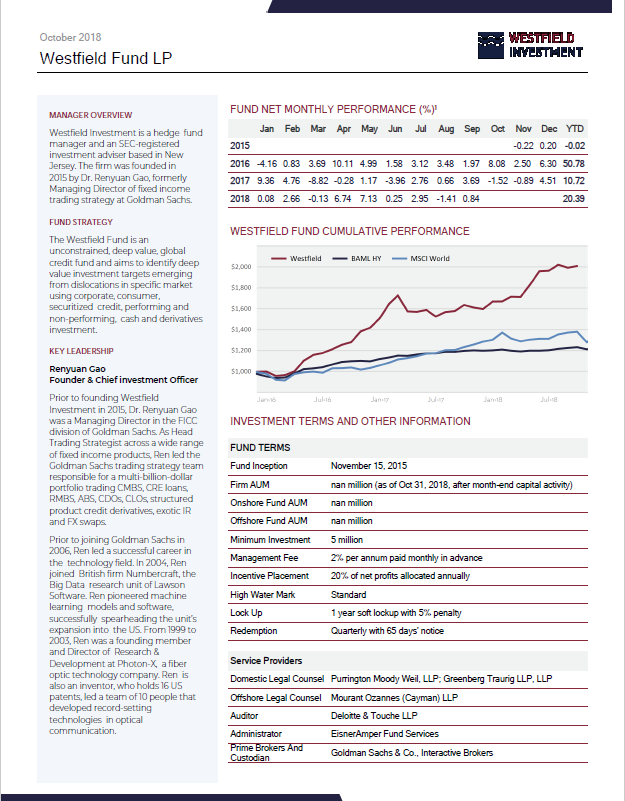 October 2018
Westfield Fund LP
WESTFIELD
INVESTMENT
MANAGER OVERVIEW
Westfield Investment is a hedge fund
manager and an SEC-registered
investment adviser based in New
Jersey. The firm was founded in
2015 by Dr. Renyuan Gao, formerly
Managing Director of fixed income
trading strategy at Goldman Sachs.
FUND STRATEGY
The Westfield Fund is an
unconstrained, deep value, global
credit fund and aims to identify deep
value investment targets emerging
from dislocations in specific market
using corporate, consumer,
securitized credit, performing and
non-performing, cash and derivatives
investment.
KEY LEADERSHIP
Renyuan Gao
Founder & Chief investment Officer
Prior to founding Westfield
Investment in 2015, Dr. Renyuan Gao
was a Managing Director in the FICC
division of Goldman Sachs. As Head
Trading Strategist across a wide range
of fixed income products, Ren led the
Goldman Sachs trading strategy team
responsible for a multi-billion-dollar
portfolio trading CMBS, CRE loans,
RMBS, ABS, CDOs, CLOs, structured
product credit derivatives, exotic IR
and FX swaps.
Prior to joining Goldman Sachs in
2006, Ren led a successful career in
the technology field. In 2004, Ren
joined British firm Numbercraft, the
Big Data research unit of Lawson
Software. Ren pioneered machine
learning models and software,
successfully spearheading the unit's
expansion into the US. From 1999 to
2003, Ren was a founding member
and Director of Research &
Development at Photon-X, a fiber
optic technology company. Ren is
also an inventor, who holds 16 US
patents, led a team of 10 people that
developed record-setting
technologies in optical
communication.
FUND NET MONTHLY PERFORMANCE (%)¹
Jan Feb Mar Apr May Jun Jul Aug Sep Oct Nov Dec YTD
2015 -0.22 0.20 -0.02
2016 -4.16 0.83 3.69 10.11 4.99 1.58 3.12 3.48 1.97 8.08 2.50 6.30 50.78
2017 9.36 4.76 -8.82 -0.28 1.17 -3.96 2.76 0.66 3.69 -1.52 -0.89 4.51 10.72
2018 0.08 2.66 -0.13 6.74 7.13 0.25 2.95 -1.41 0.84 20.39
WESTFIELD FUND CUMULATIVE PERFORMANCE
Westfield BAML HY MSCI World
$2,000
$1,800
$1,600
$1,400
$1,200
$1,000
Jan-16 Jul-16 Jan-17 Jul-17 Jan-18 Jul-18
INVESTMENT TERMS AND OTHER INFORMATION
FUND TERMS
Fund Inception November 15, 2015
Firm AUM nan million (as of Oct 31, 2018, after month-end capital activity)
Onshore Fund AUM nan million
Offshore Fund AUM nan million
Minimum Investment 5 million
Management Fee 2% per annum paid monthly in advance
Incentive Placement 20% of net profits allocated annually
High Water Mark Standard
Lock Up 1 year soft lockup with 5% penalty
Redemption Quarterly with 65 days' notice
Service Providers
Domestic Legal Counsel Purrington Moody Weil, LLP; Greenberg Traurig LLP, LLP
Offshore Legal Counsel Mourant Ozannes (Cayman) LLP
Auditor Deloitte & Touche LLP
Administrator EisnerAmper Fund Services
Prime Brokers And
Custodian Goldman Sachs & Co., Interactive Brokers